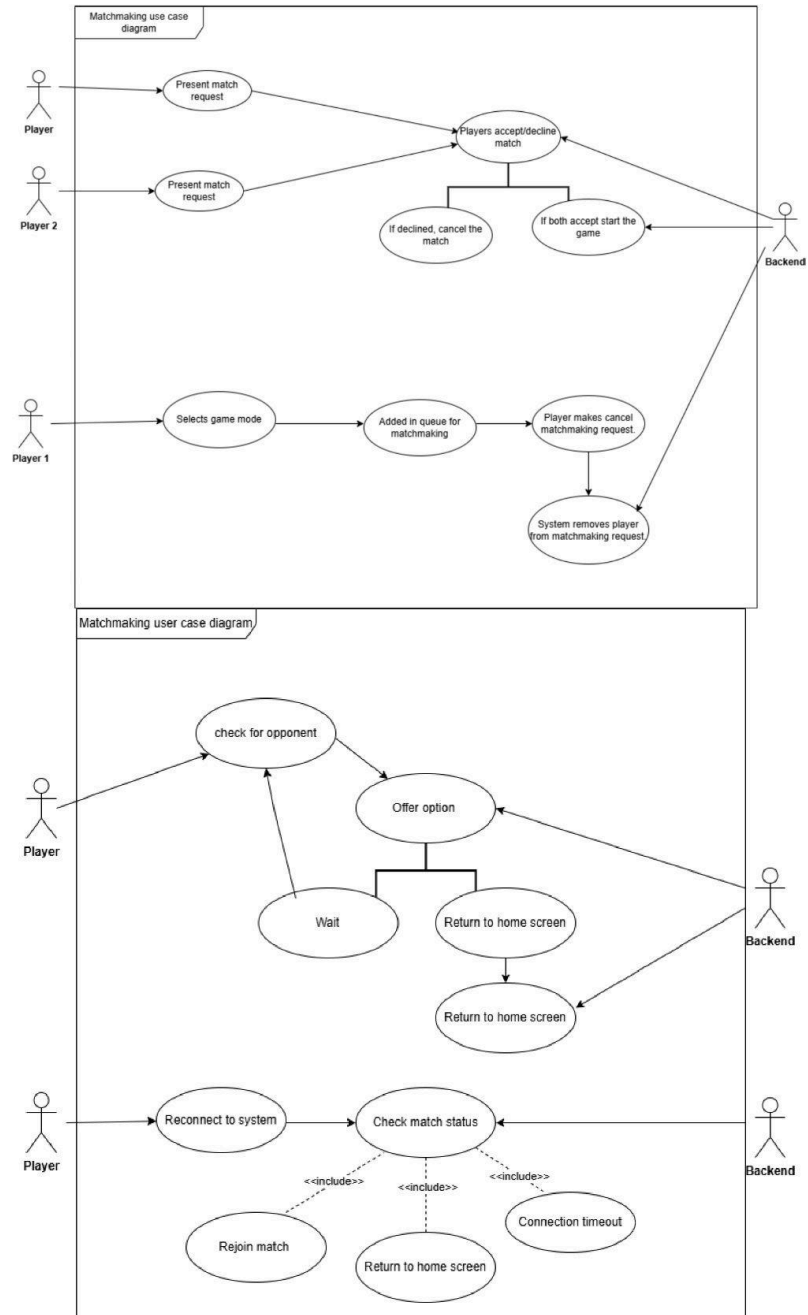 Matchmaking use case
diagram
Present match
request
Player
Players accept/decline
match
Present match
request
Player 2
If declined, cancel the
match
If both accept start the
game
Backend
Selects game mode
Added in queue for
matchmaking
Player makes cancel
matchmaking request.
Player 1
System removes player
from matchmaking request.
Matchmaking user case diagram
check for opponent
Offer option
Player
Wait
Return to home screen
Backend
Return to home screen
Reconnect to system
Check match status
Player
Backend
<<include>>
<<include>>
<<include>>
Rejoin match
Return to home screen
Connection timeout